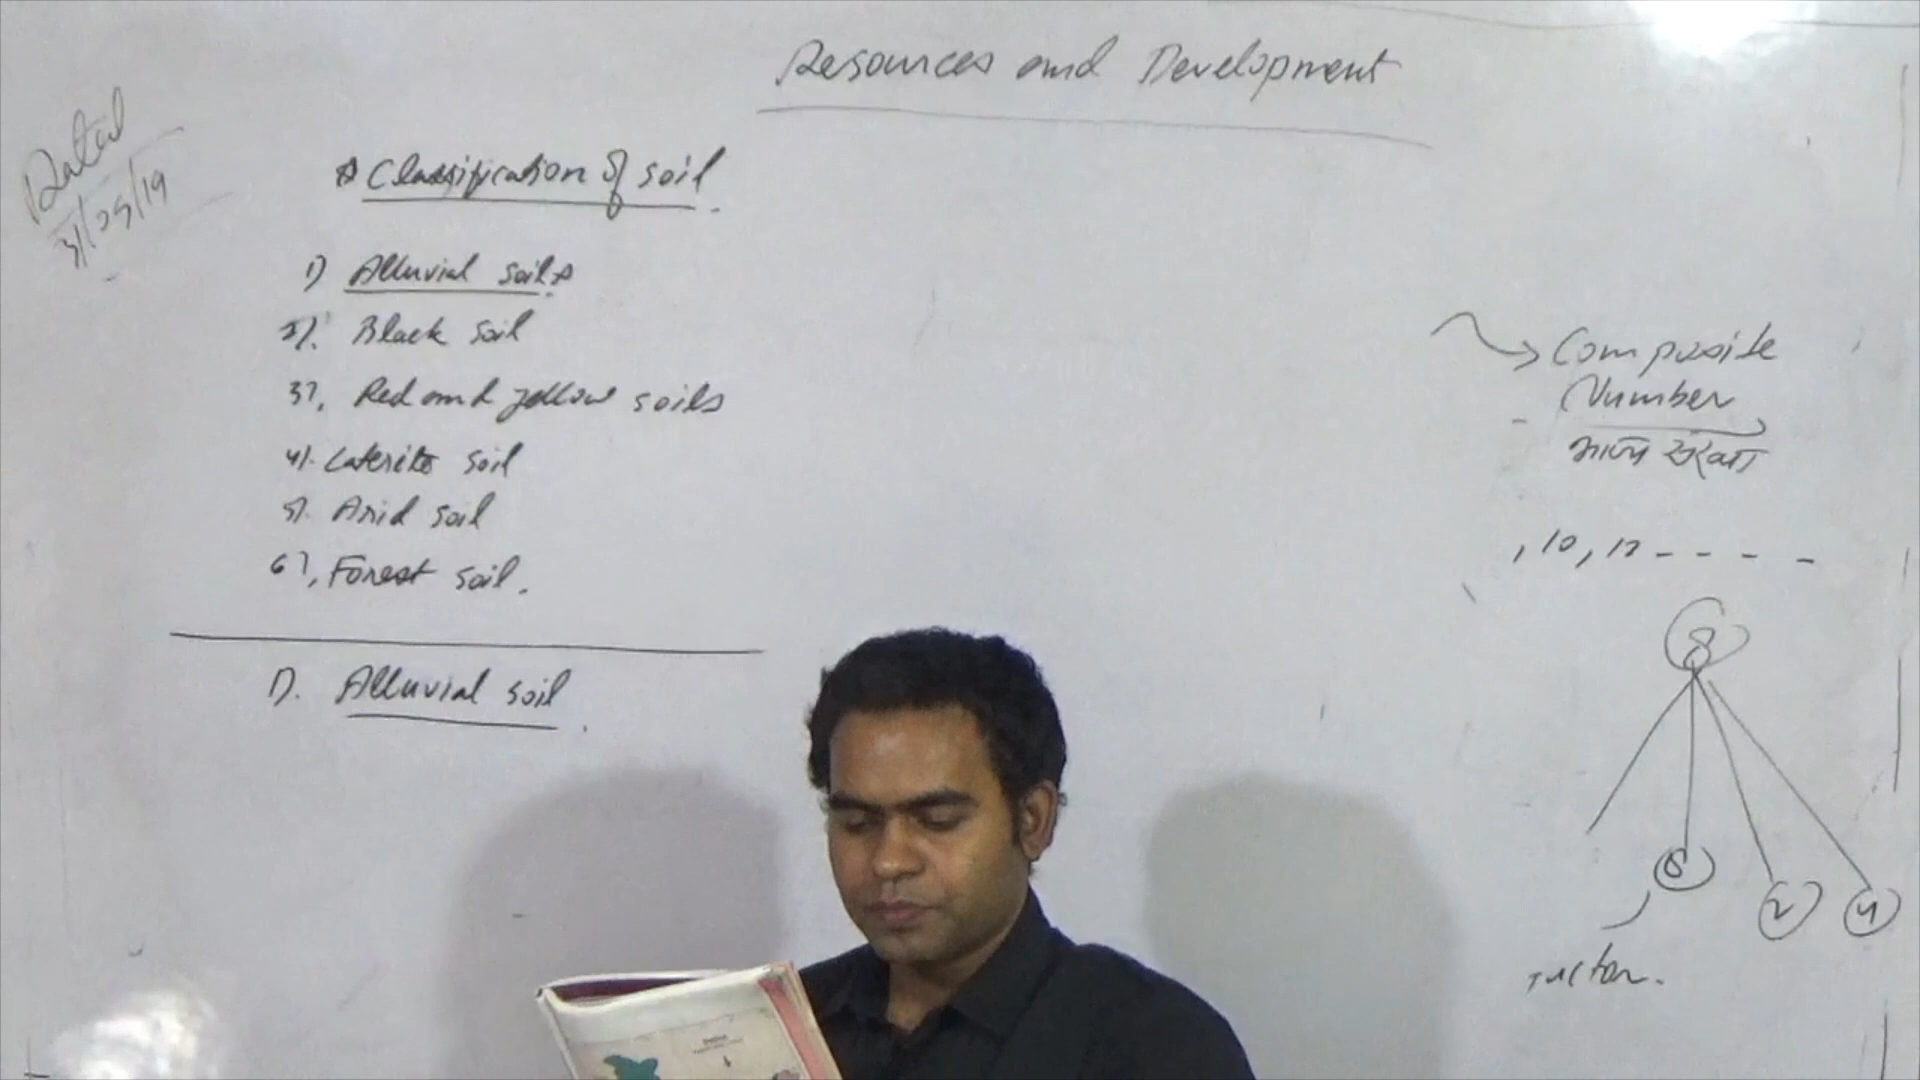 Resources and Development
Dated
31/05/19
Classification of soil
1) Alluvial soils
2). Black soil
3), Red and yellow soils
4). Laterite soil
5). Arid soil
6), Forest soil.
1). Alluvial soil
Composite
Number
भाज्य संख्या
, 10, 12 - - - -
8
8
2
4